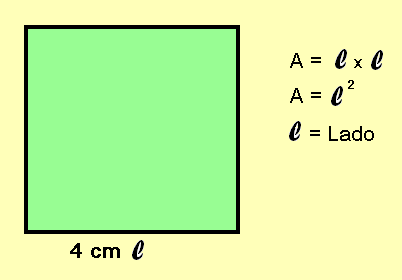 A = ℓ x ℓ
A = ℓ²
ℓ = Lado
4 cm ℓ